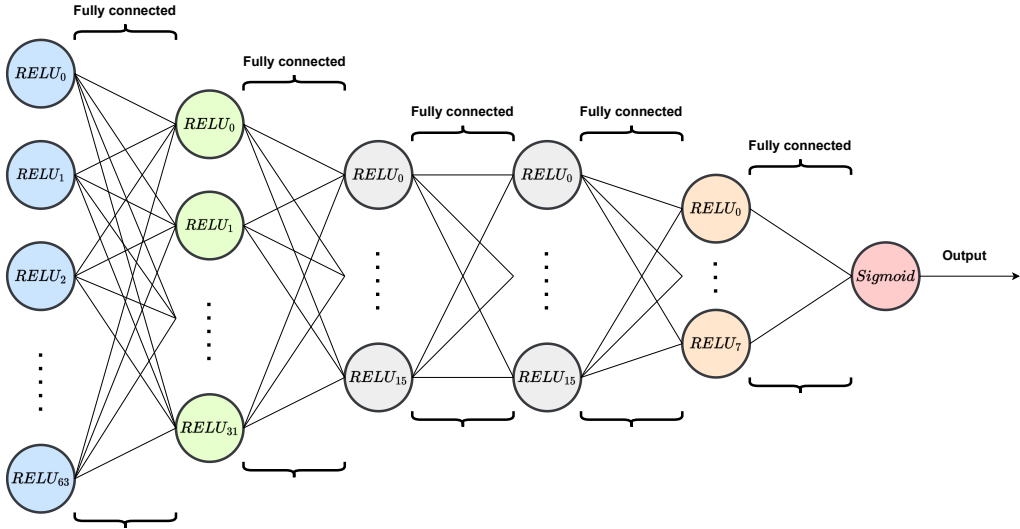 Fully connected
RELU₀
RELU₁
RELU₂
RELU₆₃
Fully connected
RELU₀
RELU₁
RELU₃₁
Fully connected
RELU₀
RELU₁₅
Fully connected
RELU₀
RELU₁₅
Fully connected
RELU₀
RELU₇
Sigmoid
Output